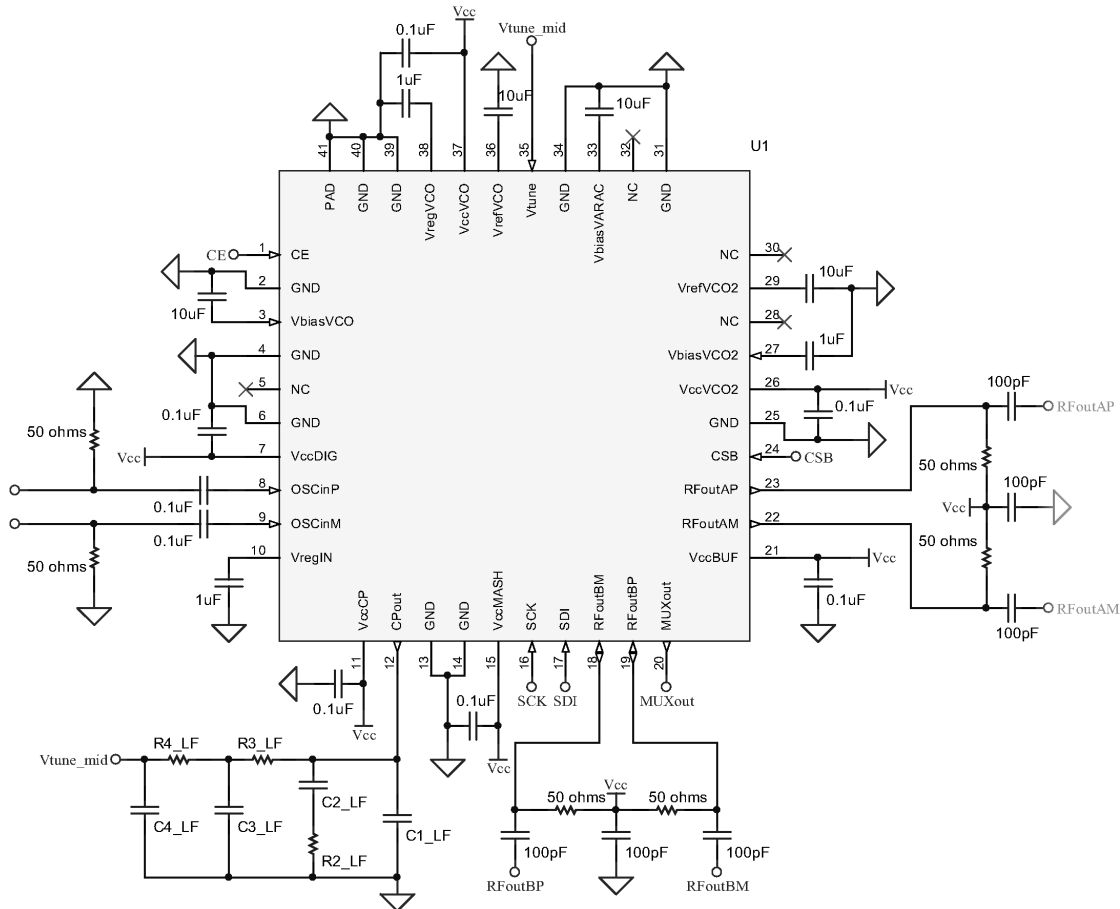 Vcc
0.1uF
Vtune_mid
1uF
10uF
10uF
U1
41
40
39
38
37
36
35
34
33
32
31
PAD
GND
GND
VregVCO
VccVCO
VrefVCO
Vtune
GND
VbiasVARAC
NC
GND
CE
1
CE
2
GND
10uF
3
VbiasVCO
4
GND
5
NC
0.1uF
6
GND
Vcc
7
VccDIG
50 ohms
8
OSCinP
0.1uF
9
OSCinM
0.1uF
50 ohms
10
VregIN
1uF
NC
30
VrefVCO2
29
10uF
NC
28
VbiasVCO2
27
1uF
VccVCO2
26
Vcc
0.1uF
GND
25
CSB
24
CSB
RFoutAP
23
RFoutAM
22
VccBUF
21
Vcc
0.1uF
100pF
RFoutAP
50 ohms
100pF
Vcc
50 ohms
100pF
RFoutAM
VccCP
CPout
GND
GND
VccMASH
SCK
SDI
RFoutBM
RFoutBP
MUXout
11
12
13
14
15
16
17
18
19
20
0.1uF
Vcc
0.1uF
Vcc
SCK
SDI
MUXout
Vtune_mid
R4_LF
R3_LF
C4_LF
C3_LF
C2_LF
R2_LF
C1_LF
50 ohms
Vcc
50 ohms
100pF
100pF
100pF
RFoutBP
RFoutBM